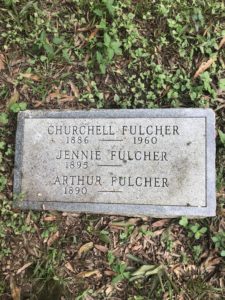 CHURCHELL FULCHER
1886 — 1960
JENNIE FULCHER
1895 —
ARTHUR FULCHER
1890 —